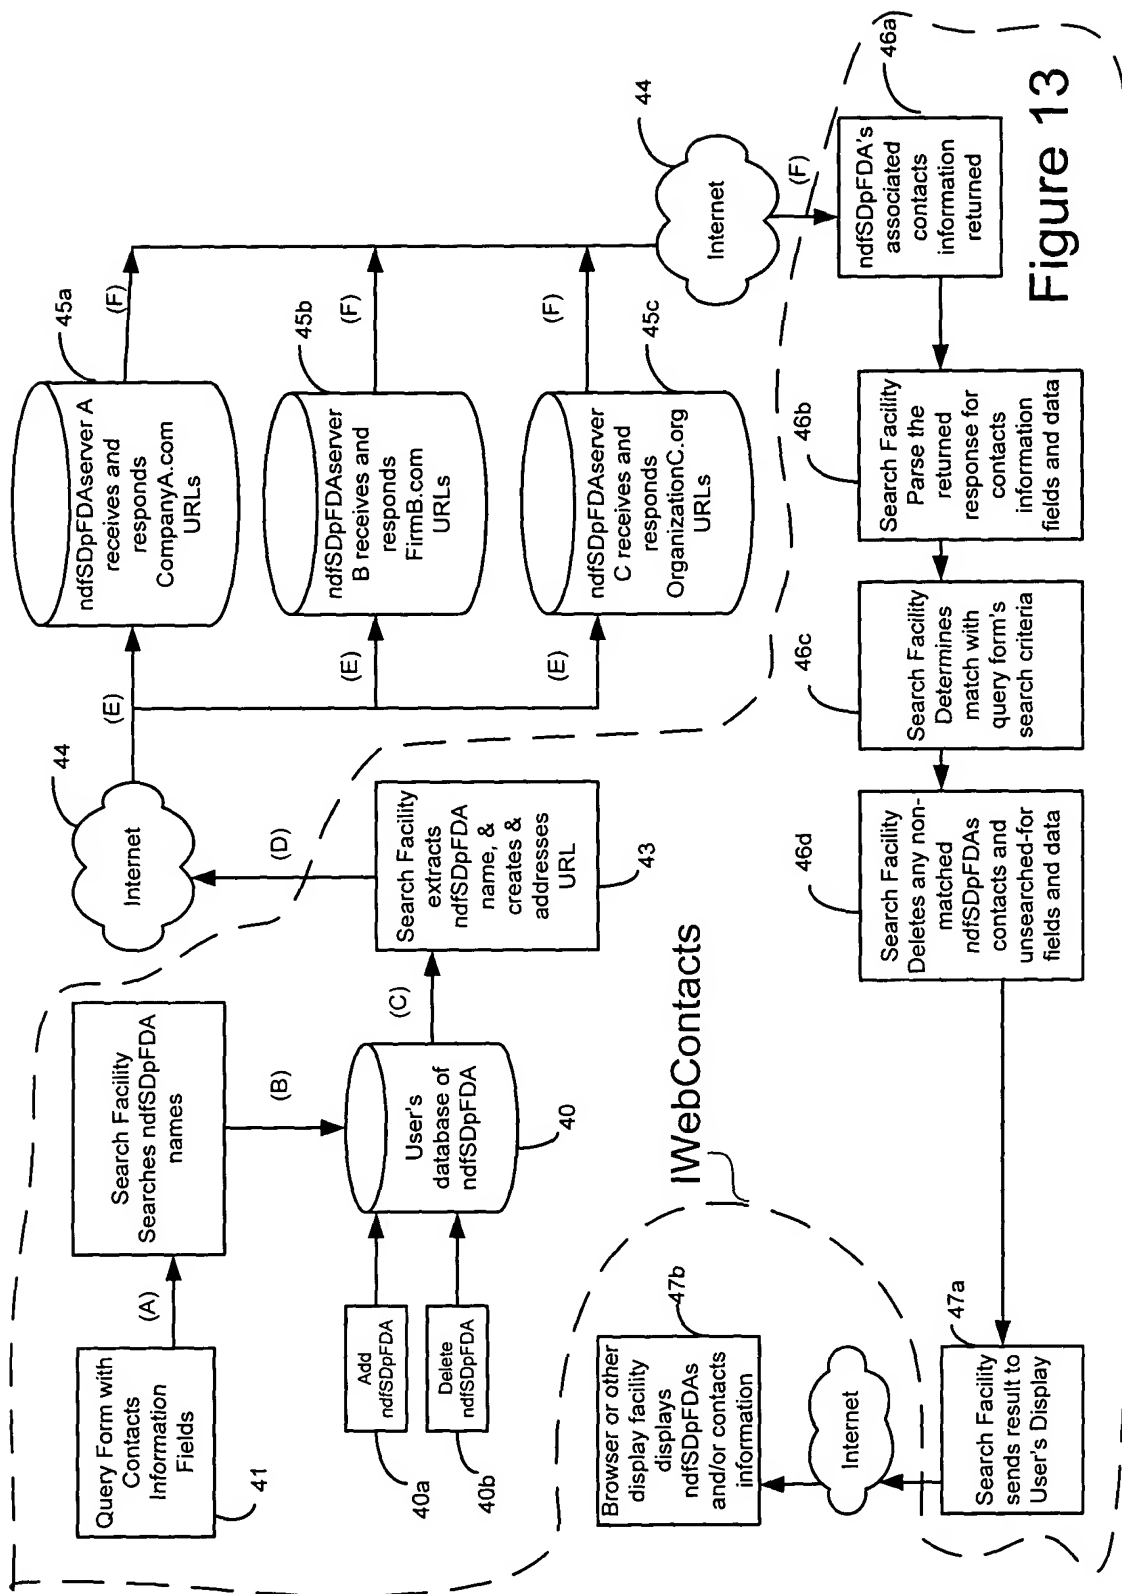 Query Form with
Contacts
Information
Fields
41
(A)
Search Facility
Searches ndfSDpFDA
names
(B)
Add
ndfSDpFDA
40a
Delete
ndfSDpFDA
40b
User's
database of
ndfSDpFDA
40
(C)
Search Facility
extracts
ndfSDpFDA
name, &
creates &
addresses
URL
43
(D)
Internet
44
(E)
(E)
(E)
ndfSDpFDAserver A
receives and
responds
CompanyA.com
URLs
45a
(F)
ndfSDpFDAserver
B receives and
responds
FirmB.com
URLs
45b
(F)
ndfSDpFDAserver
C receives and
responds
OrganizationC.org
URLs
45c
(F)
Internet
44
(F)
ndfSDpFDA's
associated
contacts
information
returned
46a
Search Facility
Parse the
returned
response for
contacts
information
fields and data
46b
Search Facility
Determines
match with
query form's
search criteria
46c
Search Facility
Deletes any non-
matched
ndfSDpFDAs
contacts and
unsearched-for
fields and data
46d
Search Facility
sends result to
User's Display
47a
Internet
Browser or other
display facility
displays
ndfSDpFDAs
and/or contacts
information
47b
IWebContacts
Figure 13